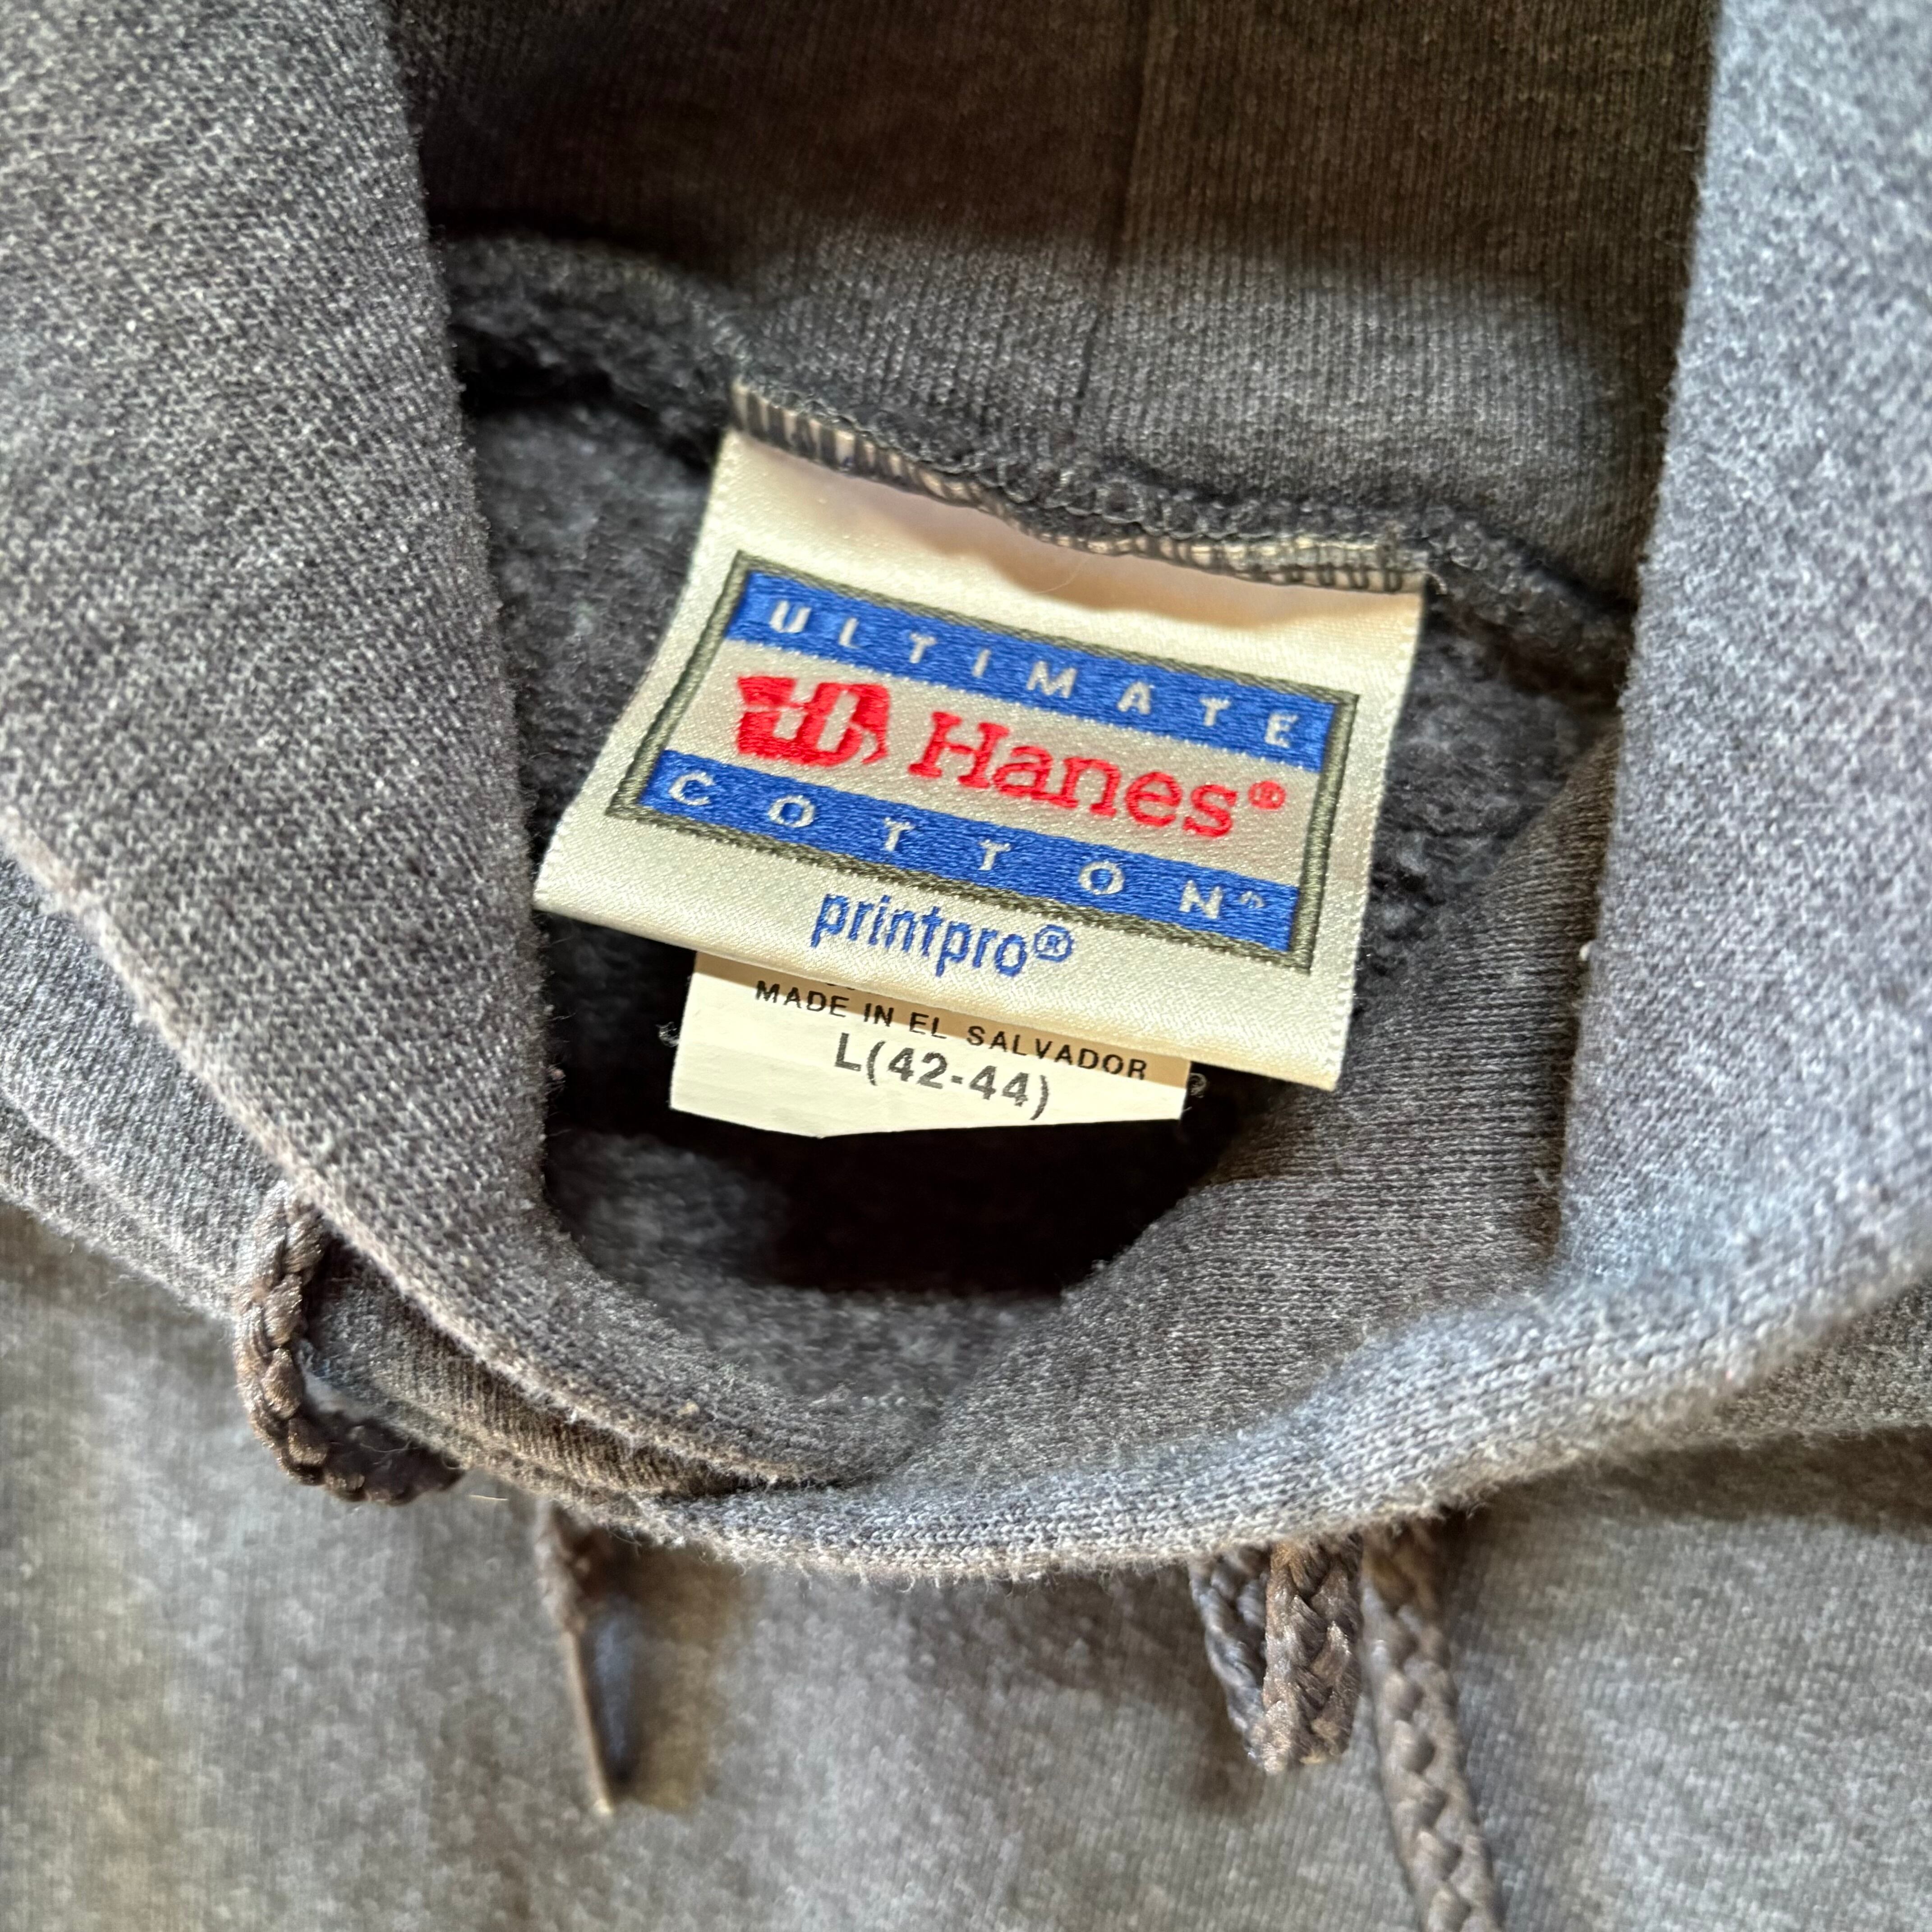 ULTIMATE
Hanes®
COTTON
printpro®
MADE IN EL SALVADOR
L(42-44)